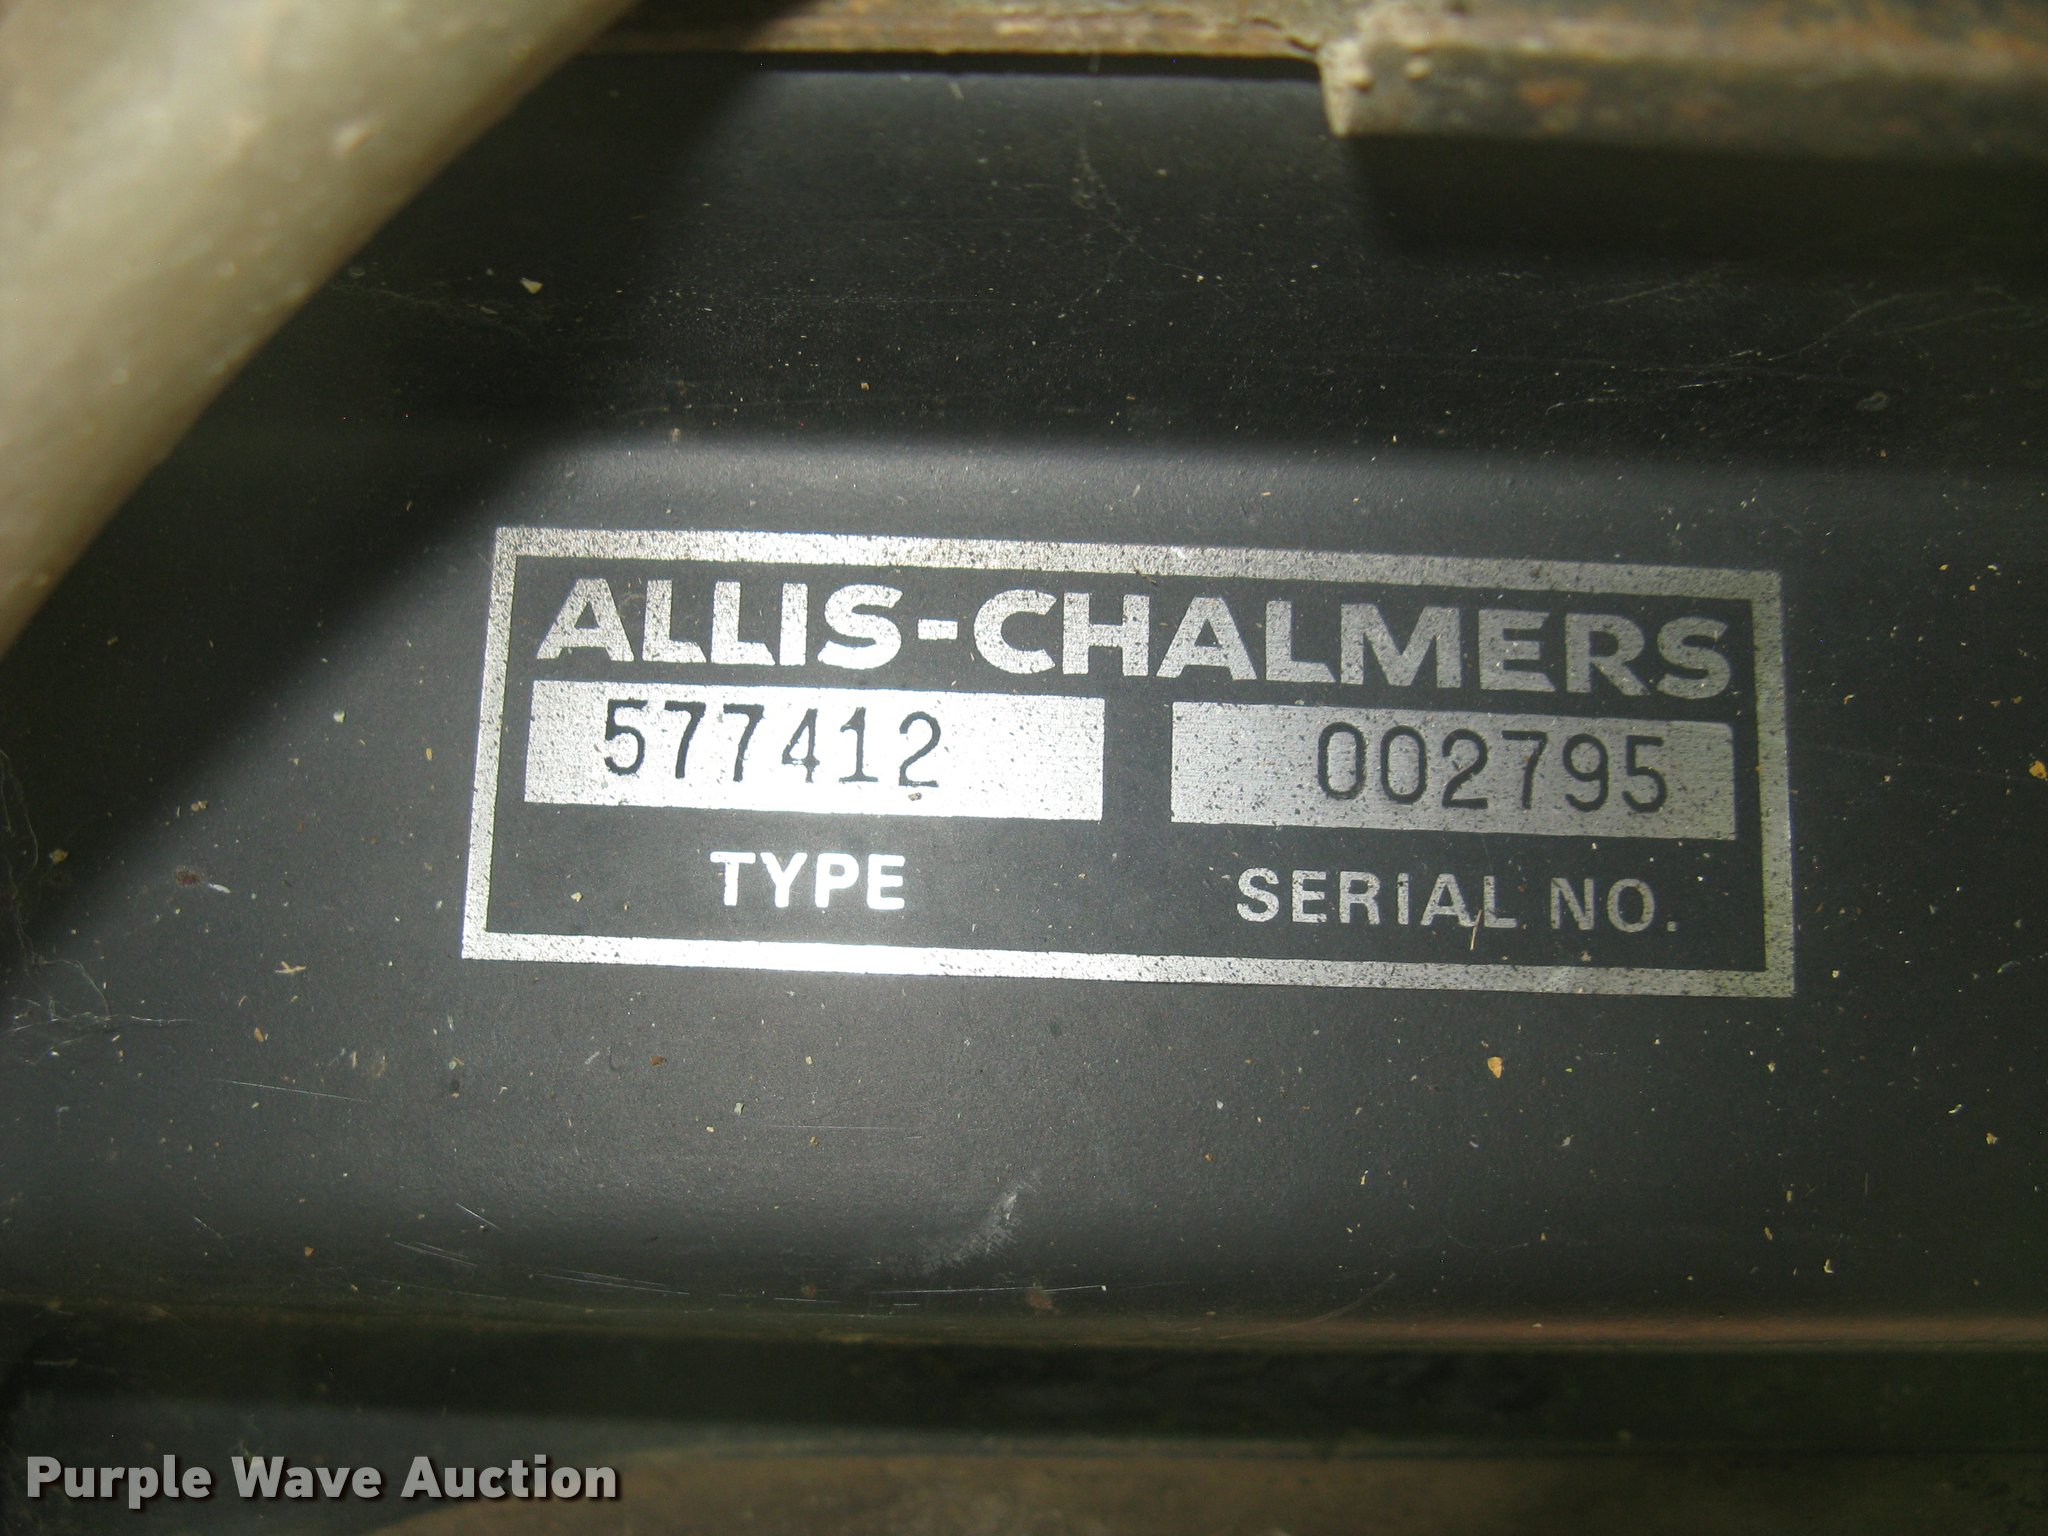 ALLIS-CHALMERS
577412 002795
TYPE SERIAL NO.
Purple Wave Auction